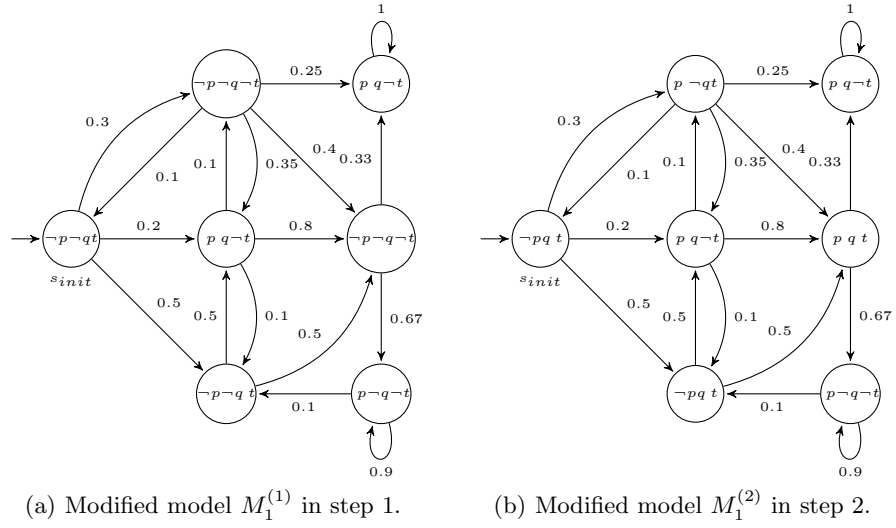 1 1
¬p¬q¬t 0.25 p q¬t p ¬qt 0.25 p q¬t
0.3 0.4 0.3 0.4
0.1 0.1 0.35 0.33 0.1 0.1 0.35 0.33
¬p¬qt 0.2 p q¬t 0.8 ¬p¬q¬t ¬pq t 0.2 p q¬t 0.8 p q t
s_init s_init
0.5 0.5 0.1 0.5 0.67 0.5 0.5 0.1 0.5 0.67
¬p¬q t 0.1 p¬q¬t ¬pq t 0.1 p¬q¬t
0.9 0.9
(a) Modified model M₁⁽¹⁾ in step 1. (b) Modified model M₁⁽²⁾ in step 2.